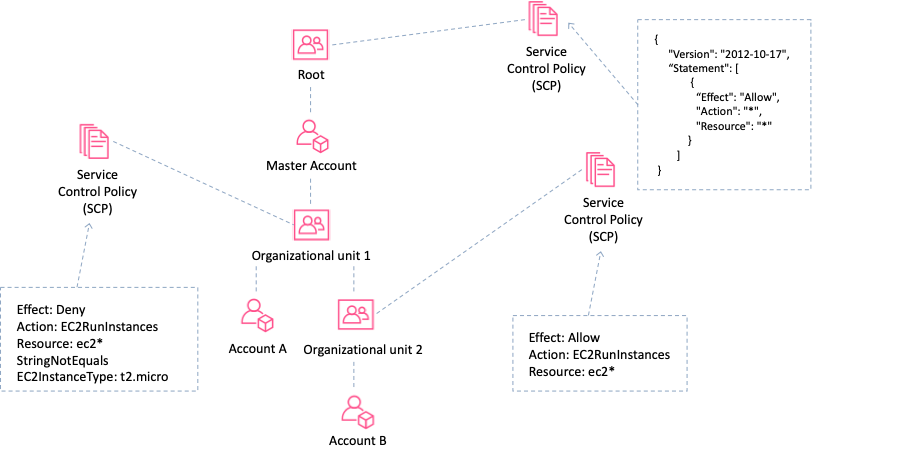 Root
Service
Control Policy
(SCP)
{
"Version": "2012-10-17",
“Statement": [
{
“Effect": "Allow",
"Action": "*",
"Resource": "*"
}
]
}
Master Account
Service
Control Policy
(SCP)
Service
Control Policy
(SCP)
Organizational unit 1
Effect: Deny
Action: EC2RunInstances
Resource: ec2*
StringNotEquals
EC2InstanceType: t2.micro
Account A
Organizational unit 2
Effect: Allow
Action: EC2RunInstances
Resource: ec2*
Account B